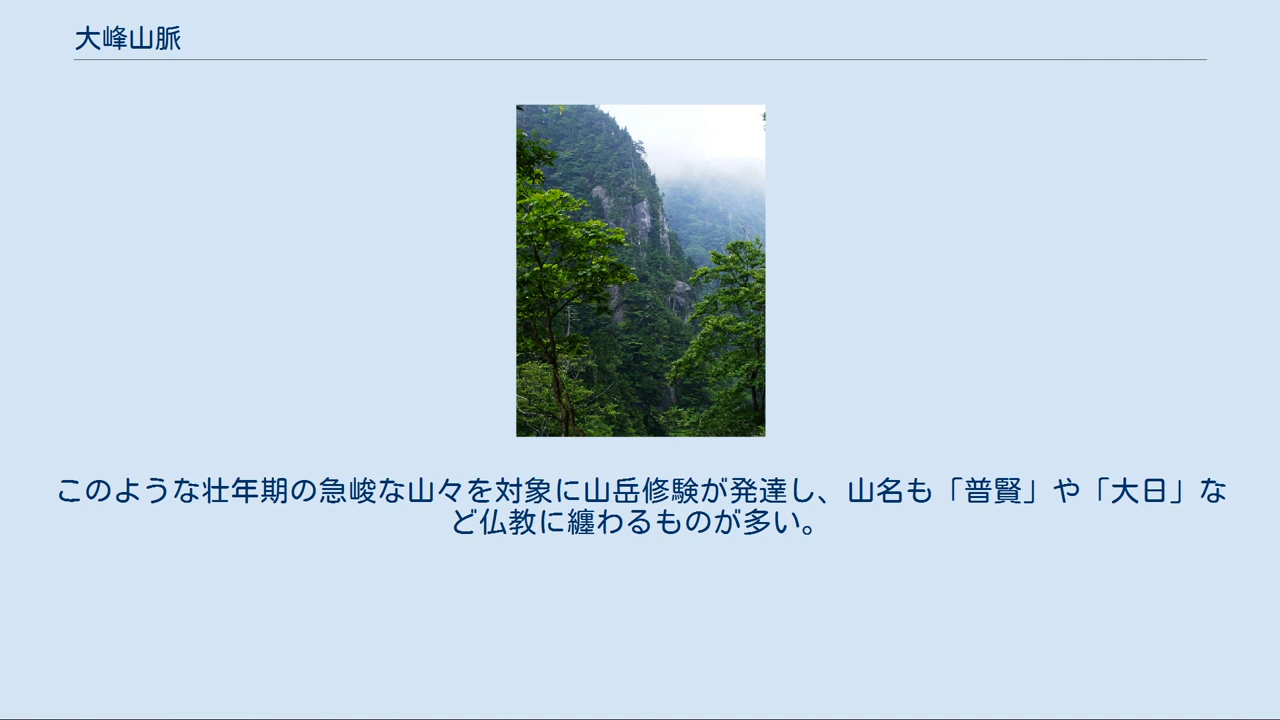 大峰山脈
このような壮年期の急峻な山々を対象に山岳修験が発達し、山名も「普賢」や「大日」な
ど仏教に纏わるものが多い。